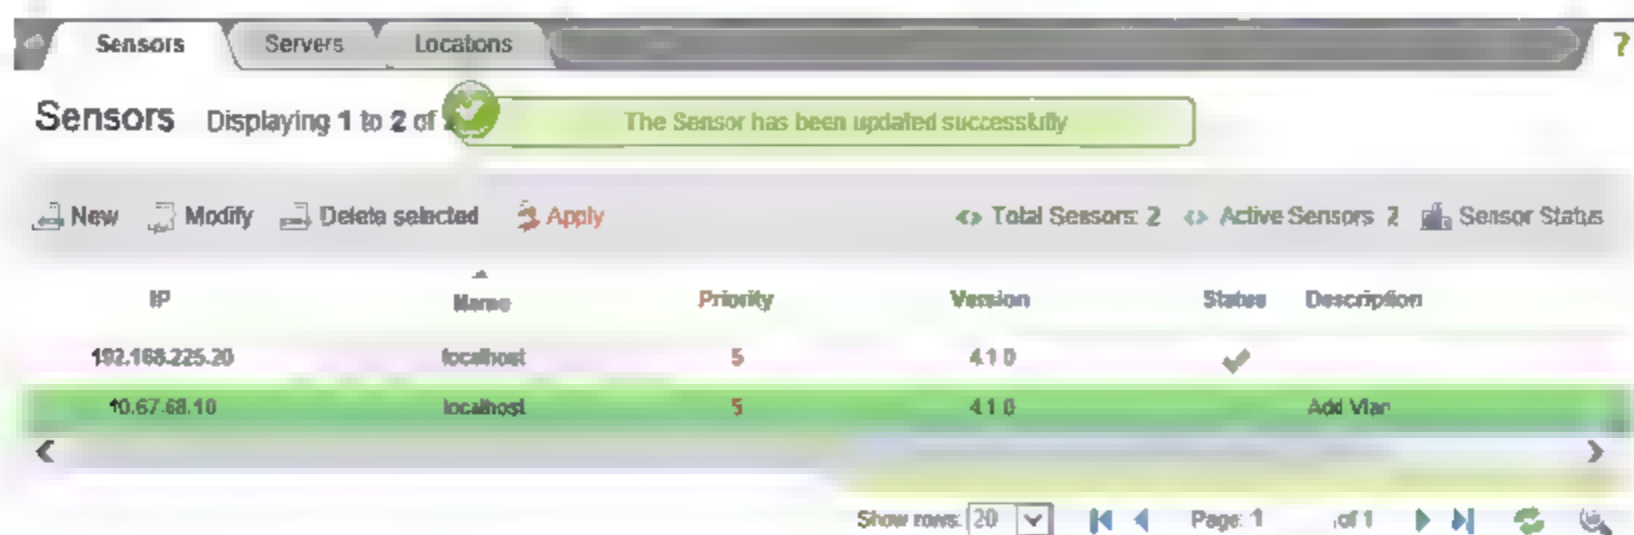 Sensors Servers Locations ?
Sensors Displaying 1 to 2 of
The Sensor has been updated successfully
New Modify Delete selected Apply Total Sensors: 2 Active Sensors 2 Sensor Status
IP Name Priority Version Status Description
192.168.225.20 localhost 5 4.1.0
10.67.68.10 localhost 5 4.1.0 Add Vlan
Show rows: 20 Page: 1 of 1